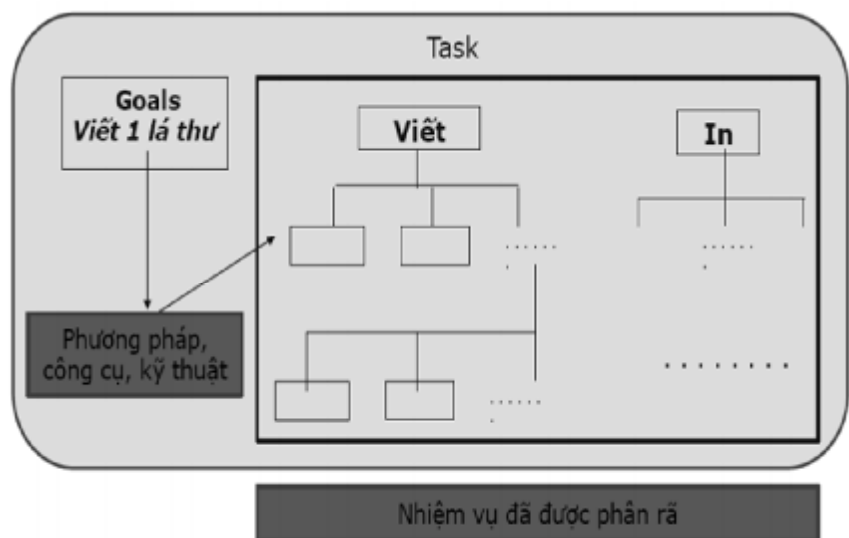 Task
Goals
Viết 1 lá thư
Viết
In
. . . . . .
.
. . . . . .
.
Phương pháp,
công cụ, kỹ thuật
. . . . . .
.
. . . . . . . .
Nhiệm vụ đã được phân rã